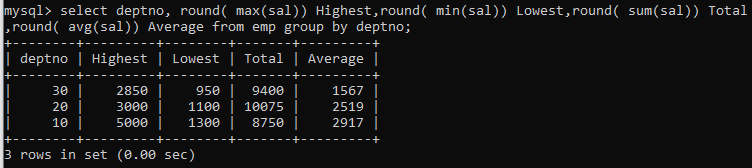 mysql> select deptno, round( max(sal)) Highest,round( min(sal)) Lowest,round( sum(sal)) Total
,round( avg(sal)) Average from emp group by deptno;
+--------+---------+--------+-------+---------+
| deptno | Highest | Lowest | Total | Average |
+--------+---------+--------+-------+---------+
|     30 |    2850 |    950 |  9400 |    1567 |
|     20 |    3000 |   1100 | 10075 |    2519 |
|     10 |    5000 |   1300 |  8750 |    2917 |
+--------+---------+--------+-------+---------+
3 rows in set (0.00 sec)